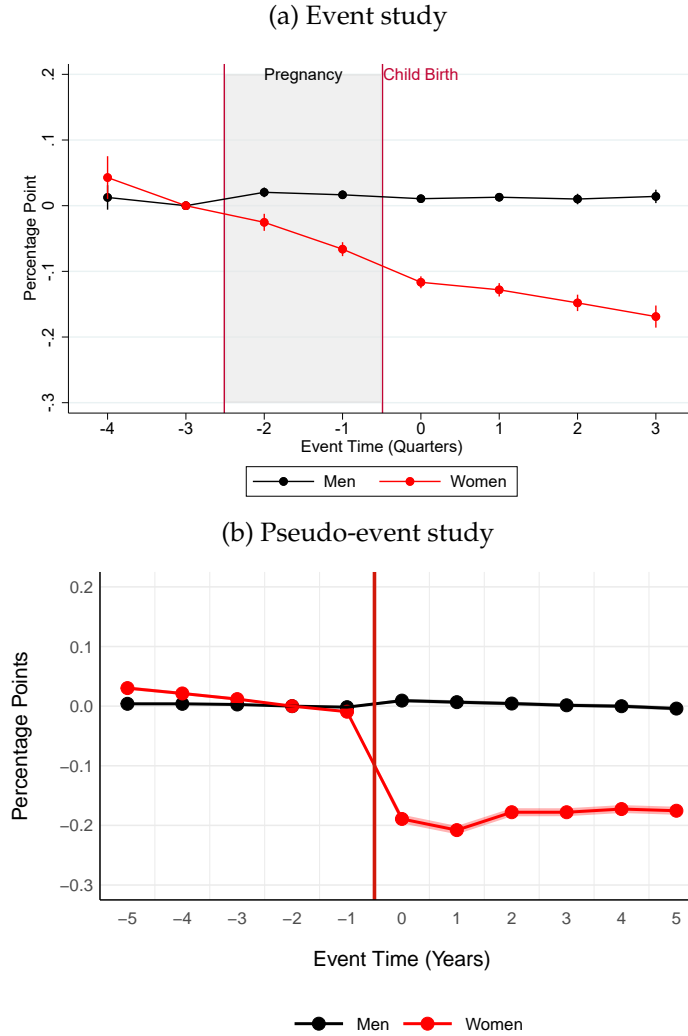 (a) Event study
Pregnancy
Child Birth
.2
.1
0
-.1
-.2
-.3
Percentage Point
-4 -3 -2 -1 0 1 2 3
Event Time (Quarters)
Men Women
(b) Pseudo-event study
0.2
0.1
0.0
−0.1
−0.2
−0.3
Percentage Points
−5 −4 −3 −2 −1 0 1 2 3 4 5
Event Time (Years)
Men Women